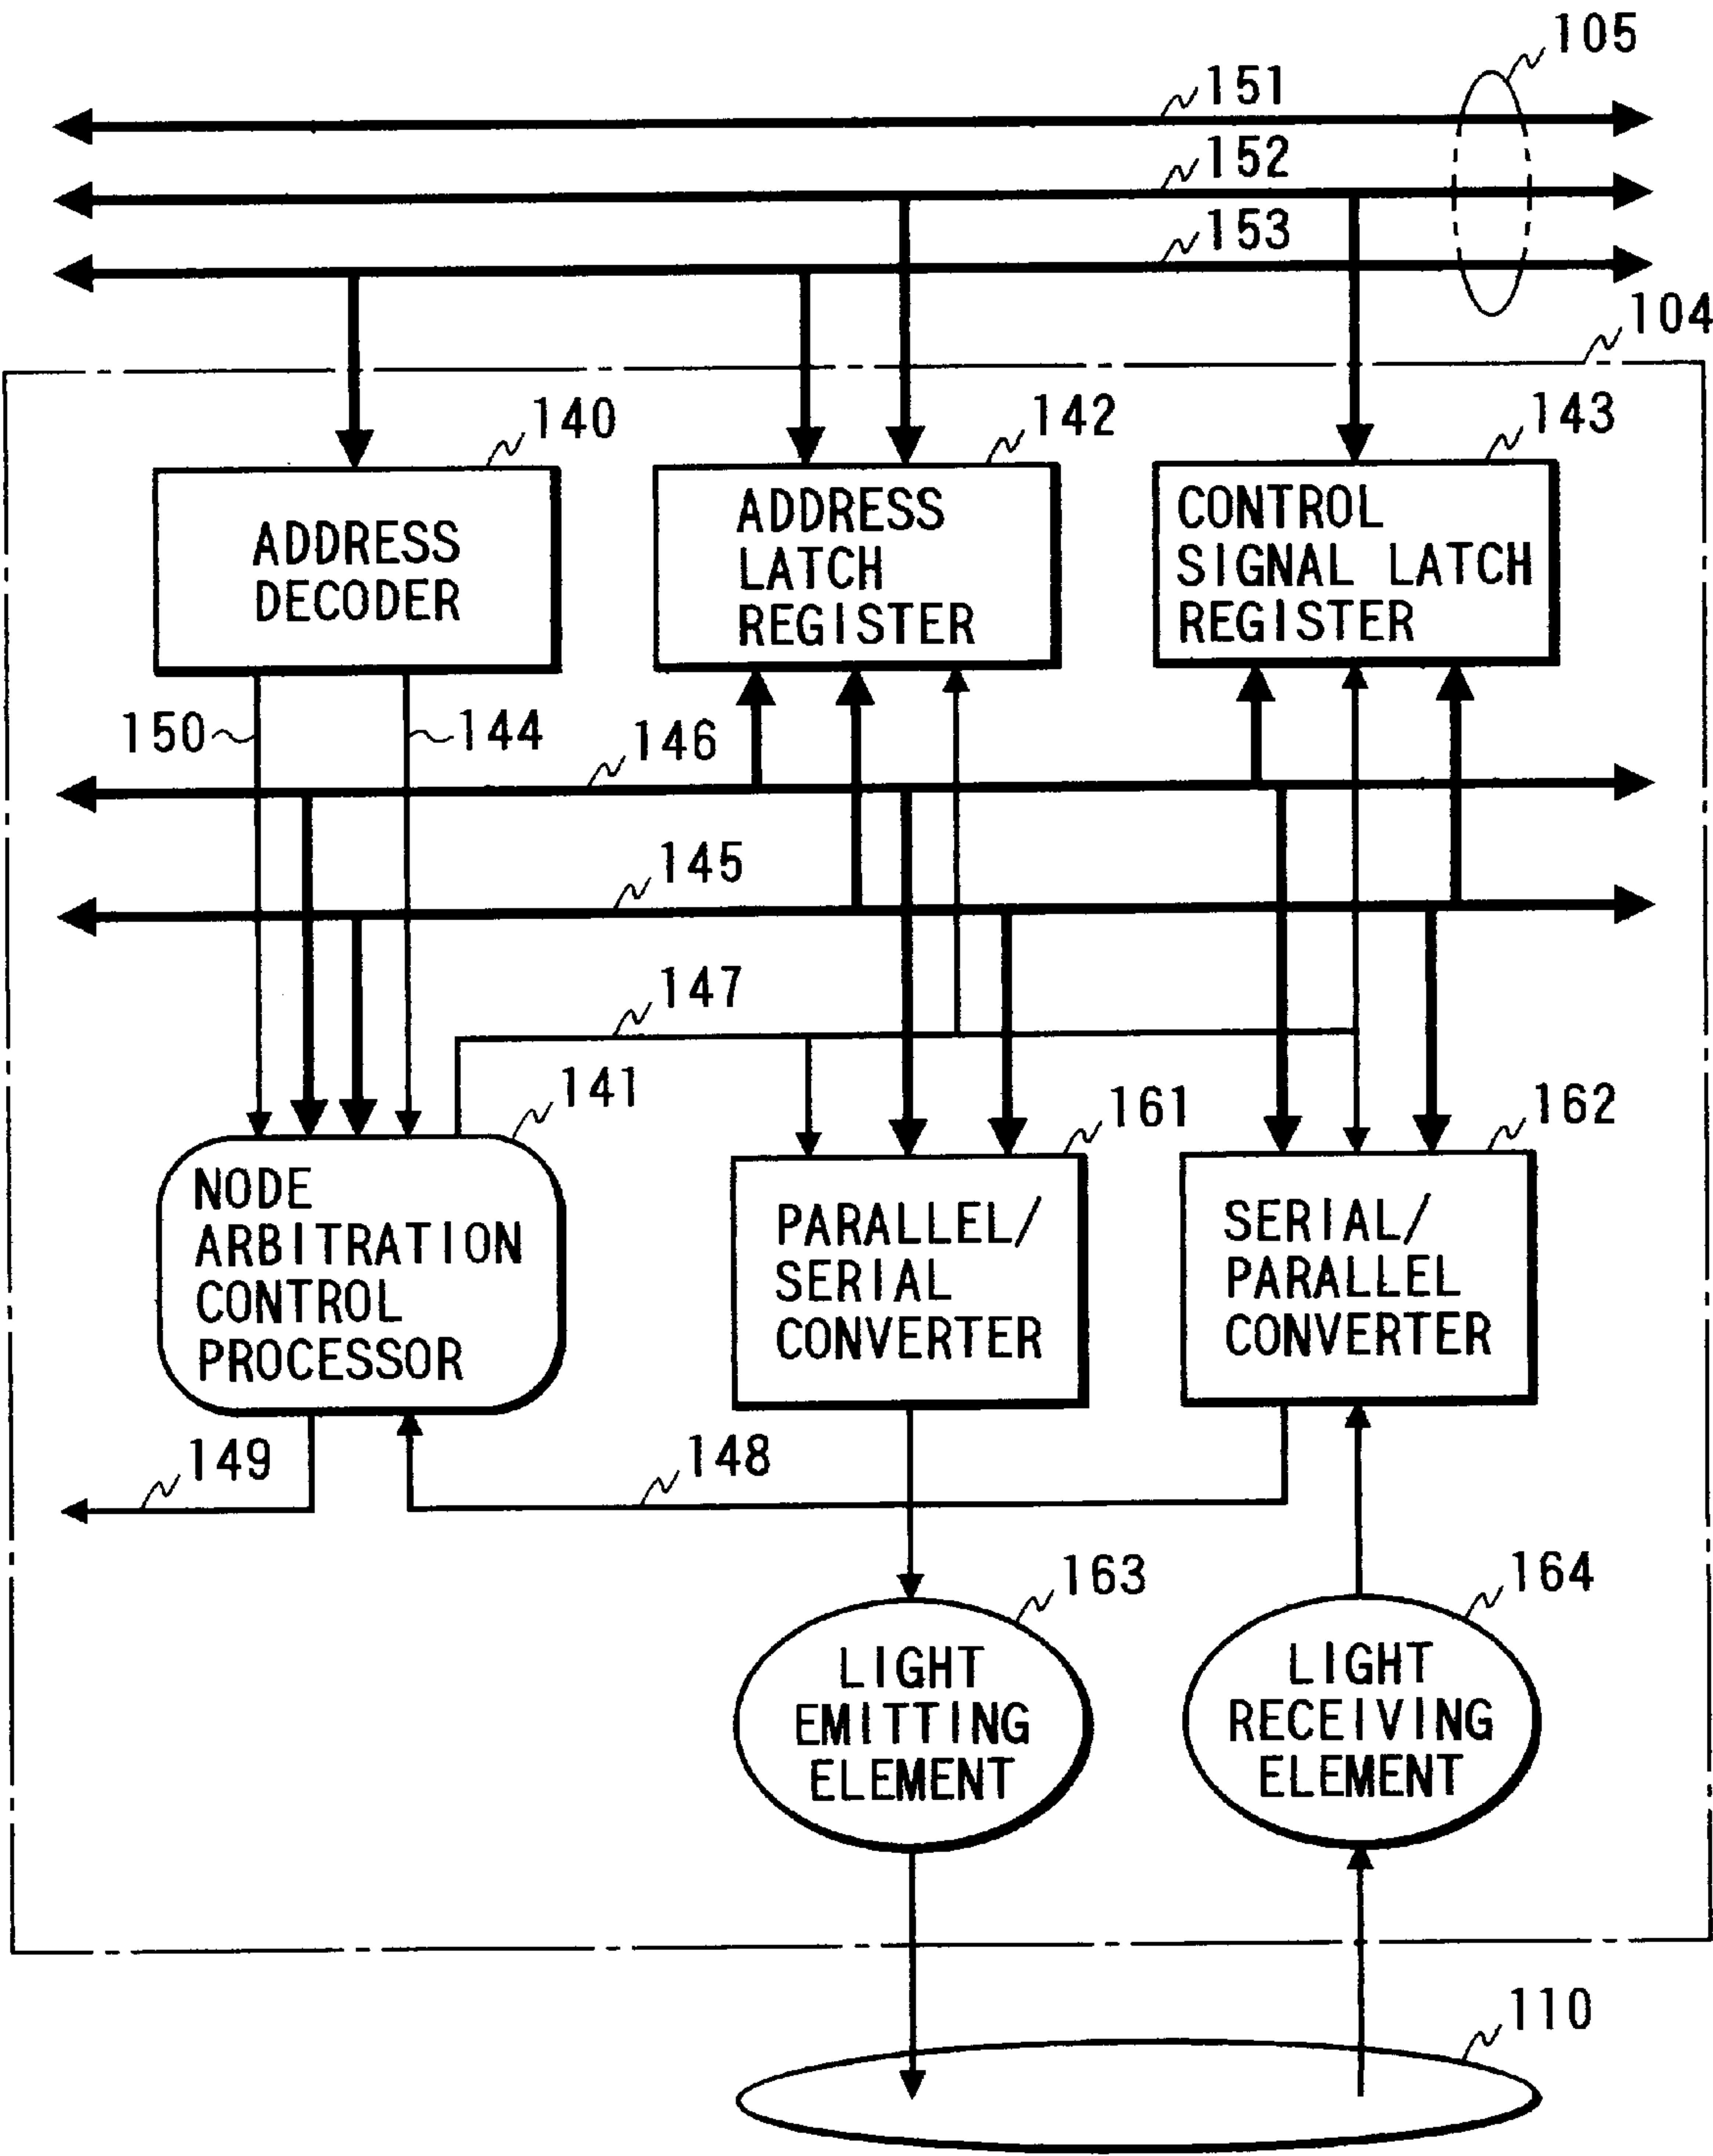 105
151
152
153
104
140
142
143
ADDRESS
DECODER
ADDRESS
LATCH
REGISTER
CONTROL
SIGNAL LATCH
REGISTER
150
144
146
145
147
141
161
162
NODE
ARBITRATION
CONTROL
PROCESSOR
PARALLEL/
SERIAL
CONVERTER
SERIAL/
PARALLEL
CONVERTER
149
148
163
164
LIGHT
EMITTING
ELEMENT
LIGHT
RECEIVING
ELEMENT
110